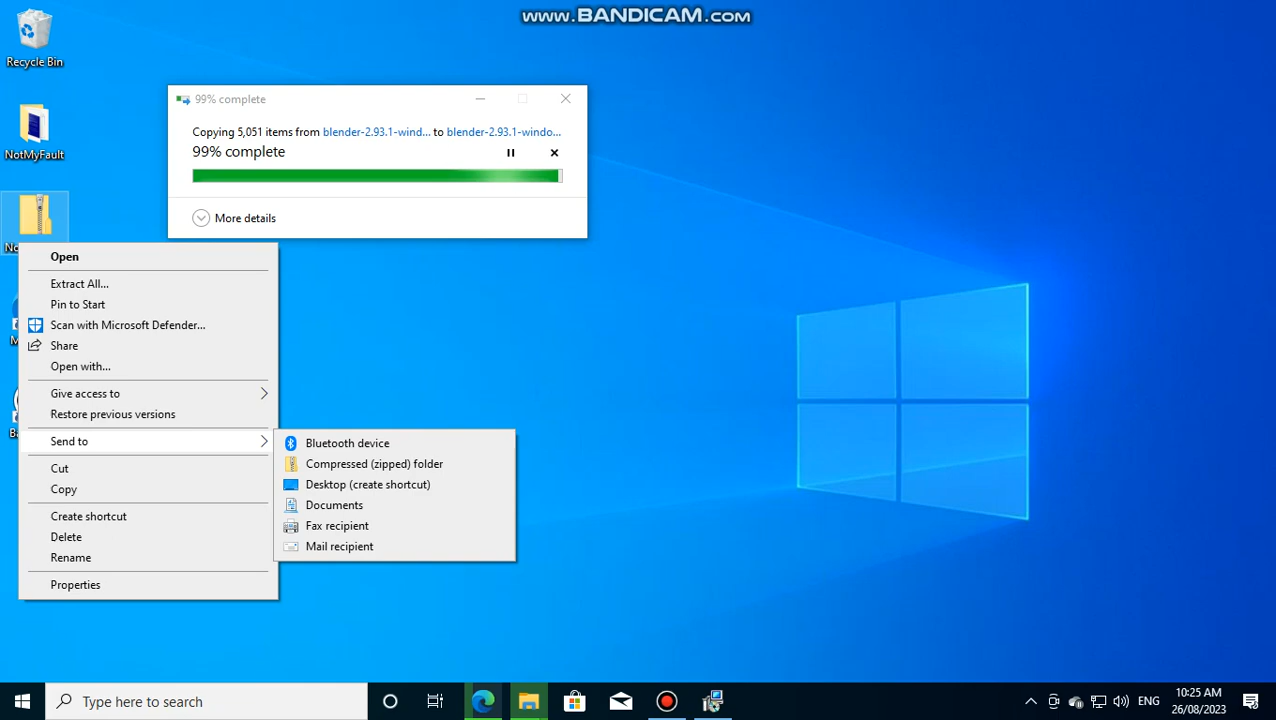 www.BANDICAM.com
Recycle Bin
99% complete
Copying 5,051 items from blender-2.93.1-wind... to blender-2.93.1-windo...
99% complete
NotMyFault
More details
Open
Extract All...
Pin to Start
Scan with Microsoft Defender...
Share
Open with...
Give access to
Restore previous versions
Send to
Cut
Copy
Create shortcut
Delete
Rename
Properties
Bluetooth device
Compressed (zipped) folder
Desktop (create shortcut)
Documents
Fax recipient
Mail recipient
Type here to search
ENG
10:25 AM
26/08/2023